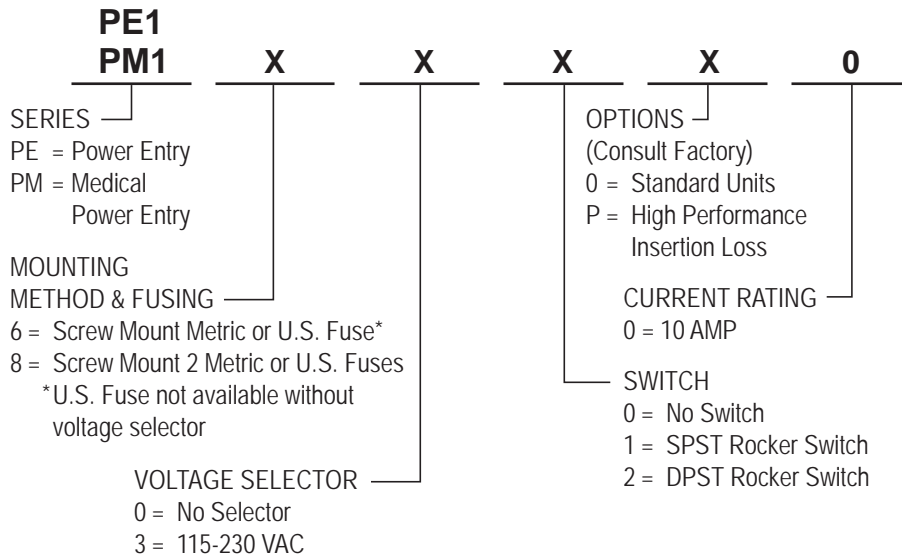 PE1
PM1 X X X X 0
SERIES
PE = Power Entry
PM = Medical
Power Entry
MOUNTING
METHOD & FUSING
6 = Screw Mount Metric or U.S. Fuse*
8 = Screw Mount 2 Metric or U.S. Fuses
*U.S. Fuse not available without
voltage selector
VOLTAGE SELECTOR
0 = No Selector
3 = 115-230 VAC
OPTIONS
(Consult Factory)
0 = Standard Units
P = High Performance
Insertion Loss
CURRENT RATING
0 = 10 AMP
SWITCH
0 = No Switch
1 = SPST Rocker Switch
2 = DPST Rocker Switch